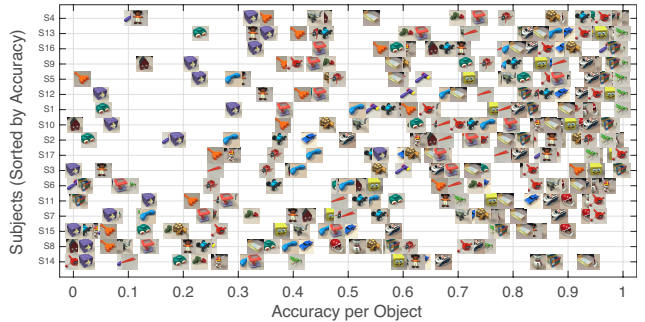 Subjects (Sorted by Accuracy)
S4
S13
S16
S9
S5
S12
S1
S10
S2
S17
S3
S6
S11
S7
S15
S8
S14
0 0.1 0.2 0.3 0.4 0.5 0.6 0.7 0.8 0.9 1
Accuracy per Object